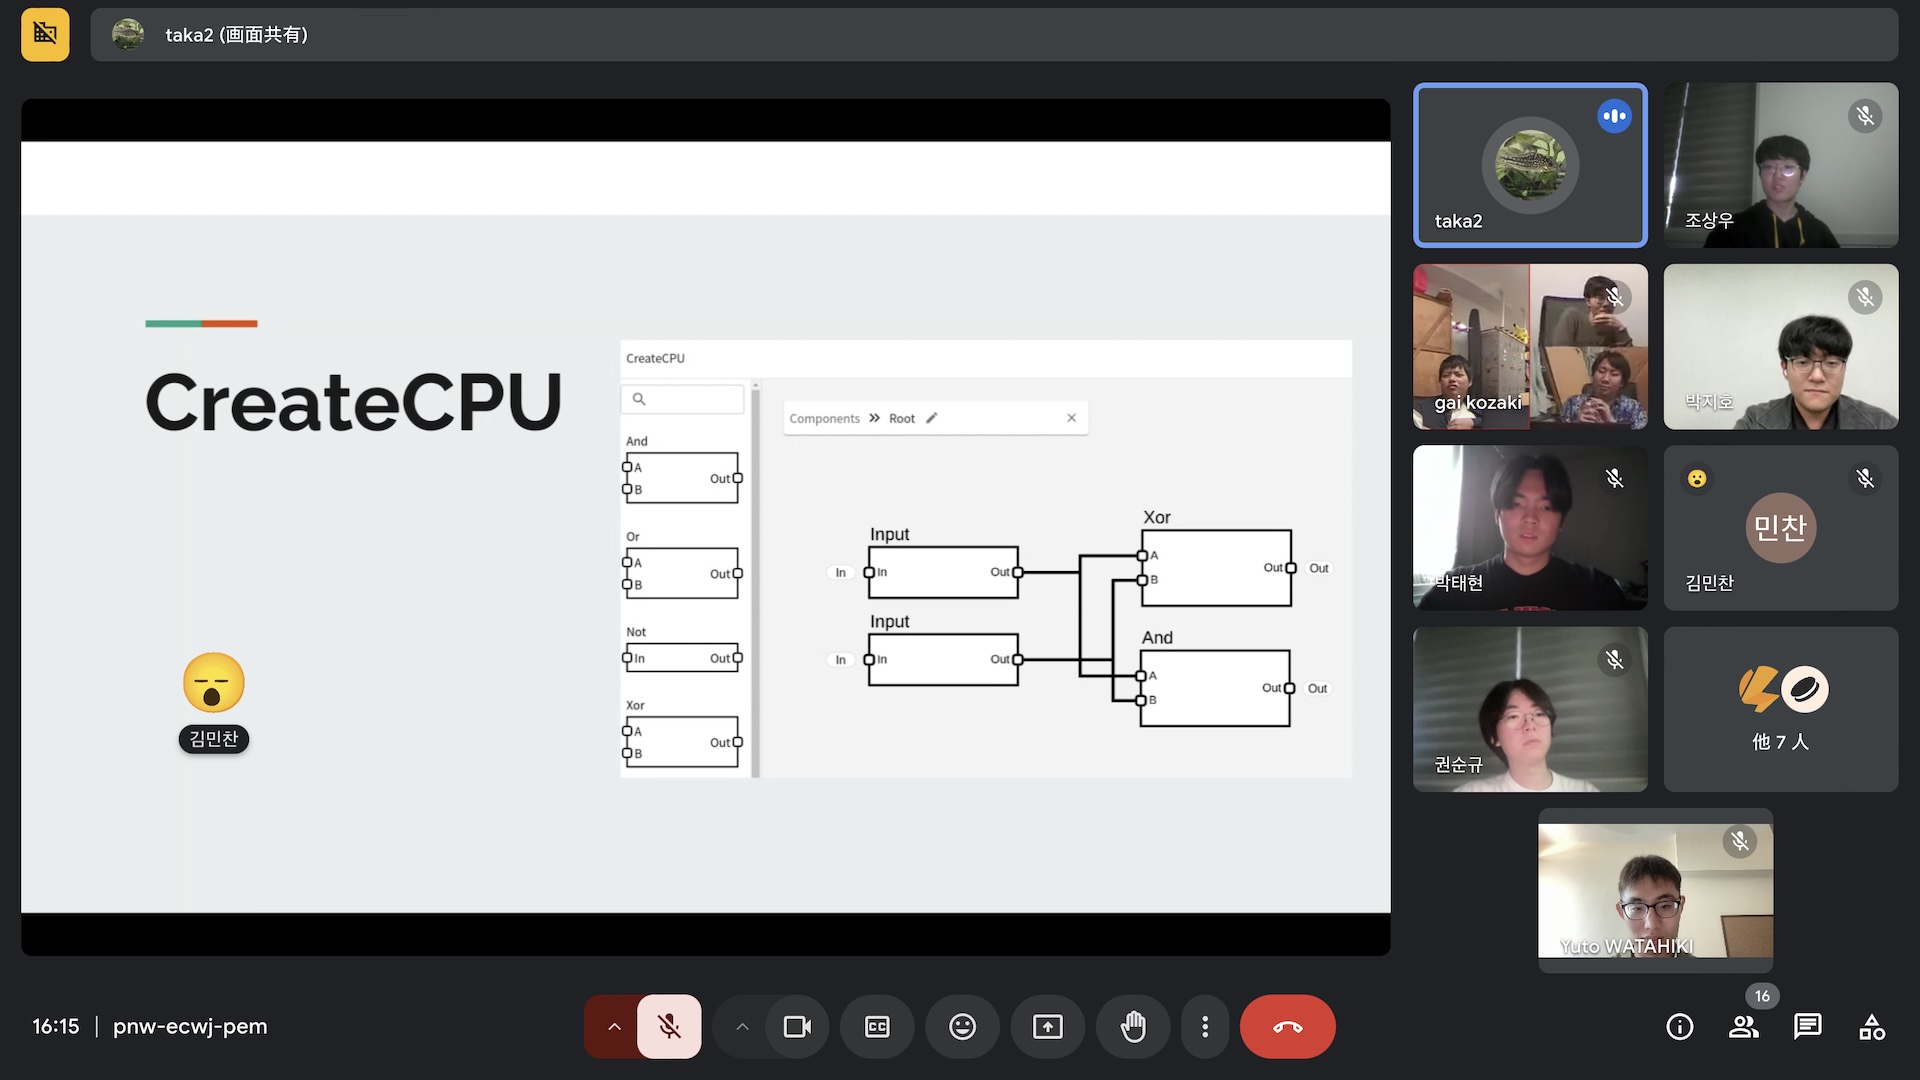 taka2 (画面共有)
CreateCPU
CreateCPU
Components » Root
And
A
B
Out
Or
A
B
Out
Not
In
Out
Xor
A
B
Out
Input
In
In
Out
Input
In
In
Out
Xor
A
B
Out
Out
And
A
B
Out
Out
김민찬
taka2
조상우
gai kozaki
박지호
박태현
민찬
김민찬
권순규
他 7 人
Yuto WATAHIKI
16:15 | pnw-ecwj-pem
CC
16